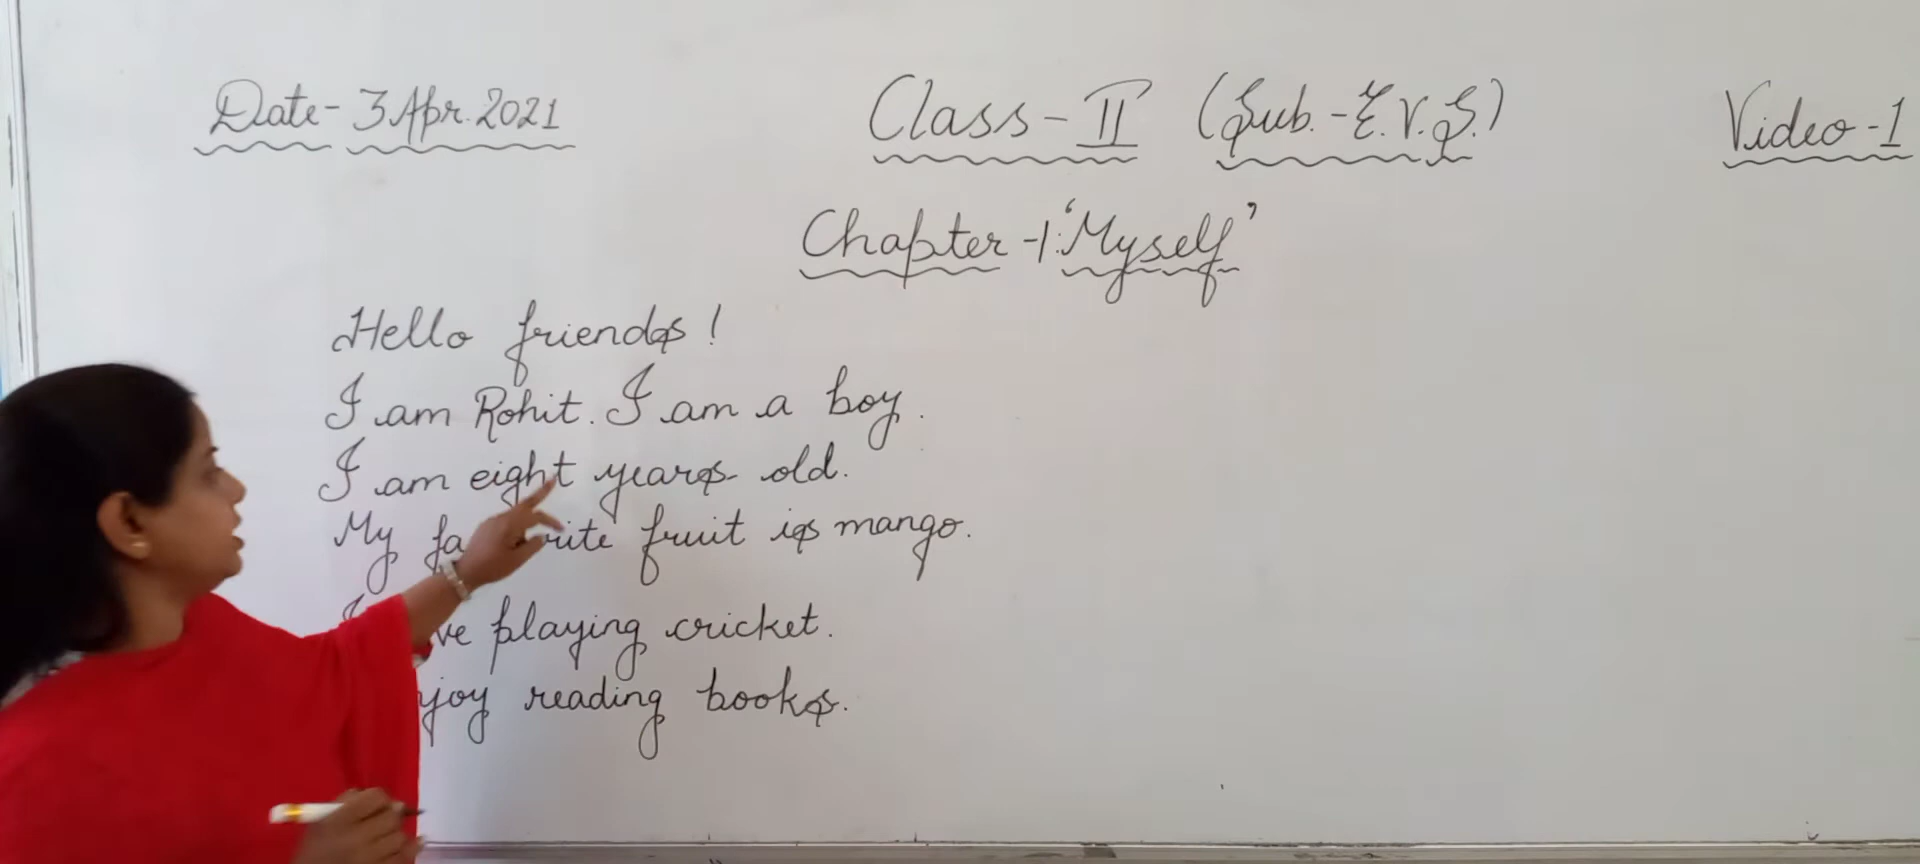 Date - 3 Apr. 2021 Class - II (Sub. - E.V.S.) Video - 1
Chapter - 1 : 'Myself'
Hello friends !
I am Rohit. I am a boy.
I am eight years old.
My fruit is mango.
playing cricket.
reading books.